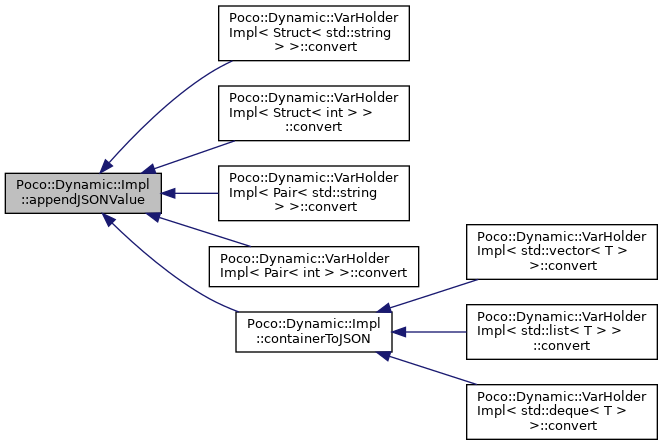 Poco::Dynamic::VarHolder
Impl< Struct< std::string
> >::convert
Poco::Dynamic::VarHolder
Impl< Struct< int > >
::convert
Poco::Dynamic::Impl
::appendJSONValue
Poco::Dynamic::VarHolder
Impl< Pair< std::string
> >::convert
Poco::Dynamic::VarHolder
Impl< Pair< int > >::convert
Poco::Dynamic::Impl
::containerToJSON
Poco::Dynamic::VarHolder
Impl< std::vector< T >
>::convert
Poco::Dynamic::VarHolder
Impl< std::list< T > >
::convert
Poco::Dynamic::VarHolder
Impl< std::deque< T >
>::convert